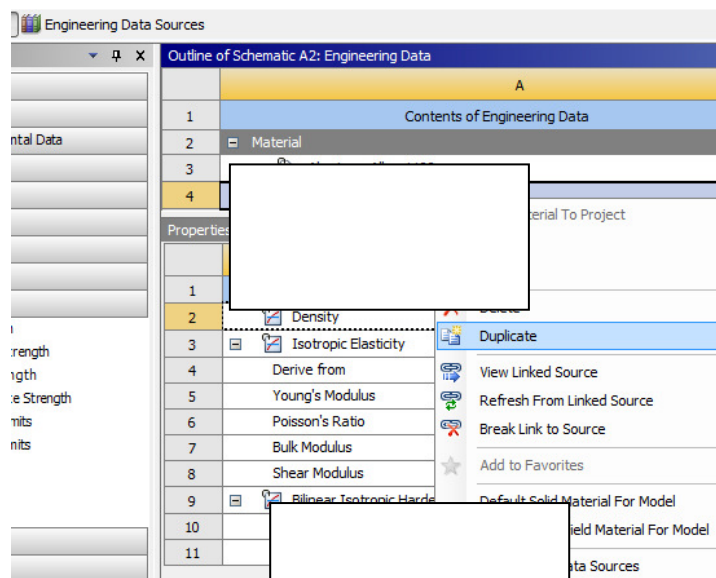 Engineering Data Sources
Outline of Schematic A2: Engineering Data
A
1 Contents of Engineering Data
ntal Data
2 Material
3
4
terial To Project
Properties
1
2 Density
Delete
3 Isotropic Elasticity
Duplicate
rength
4 Derive from
View Linked Source
ngth
5 Young's Modulus
Refresh From Linked Source
e Strength
6 Poisson's Ratio
Break Link to Source
mits
7 Bulk Modulus
mits
8 Shear Modulus
Add to Favorites
9 Bilinear Isotropic Harde
Default Solid Material For Model
10
ield Material For Model
11
ata Sources